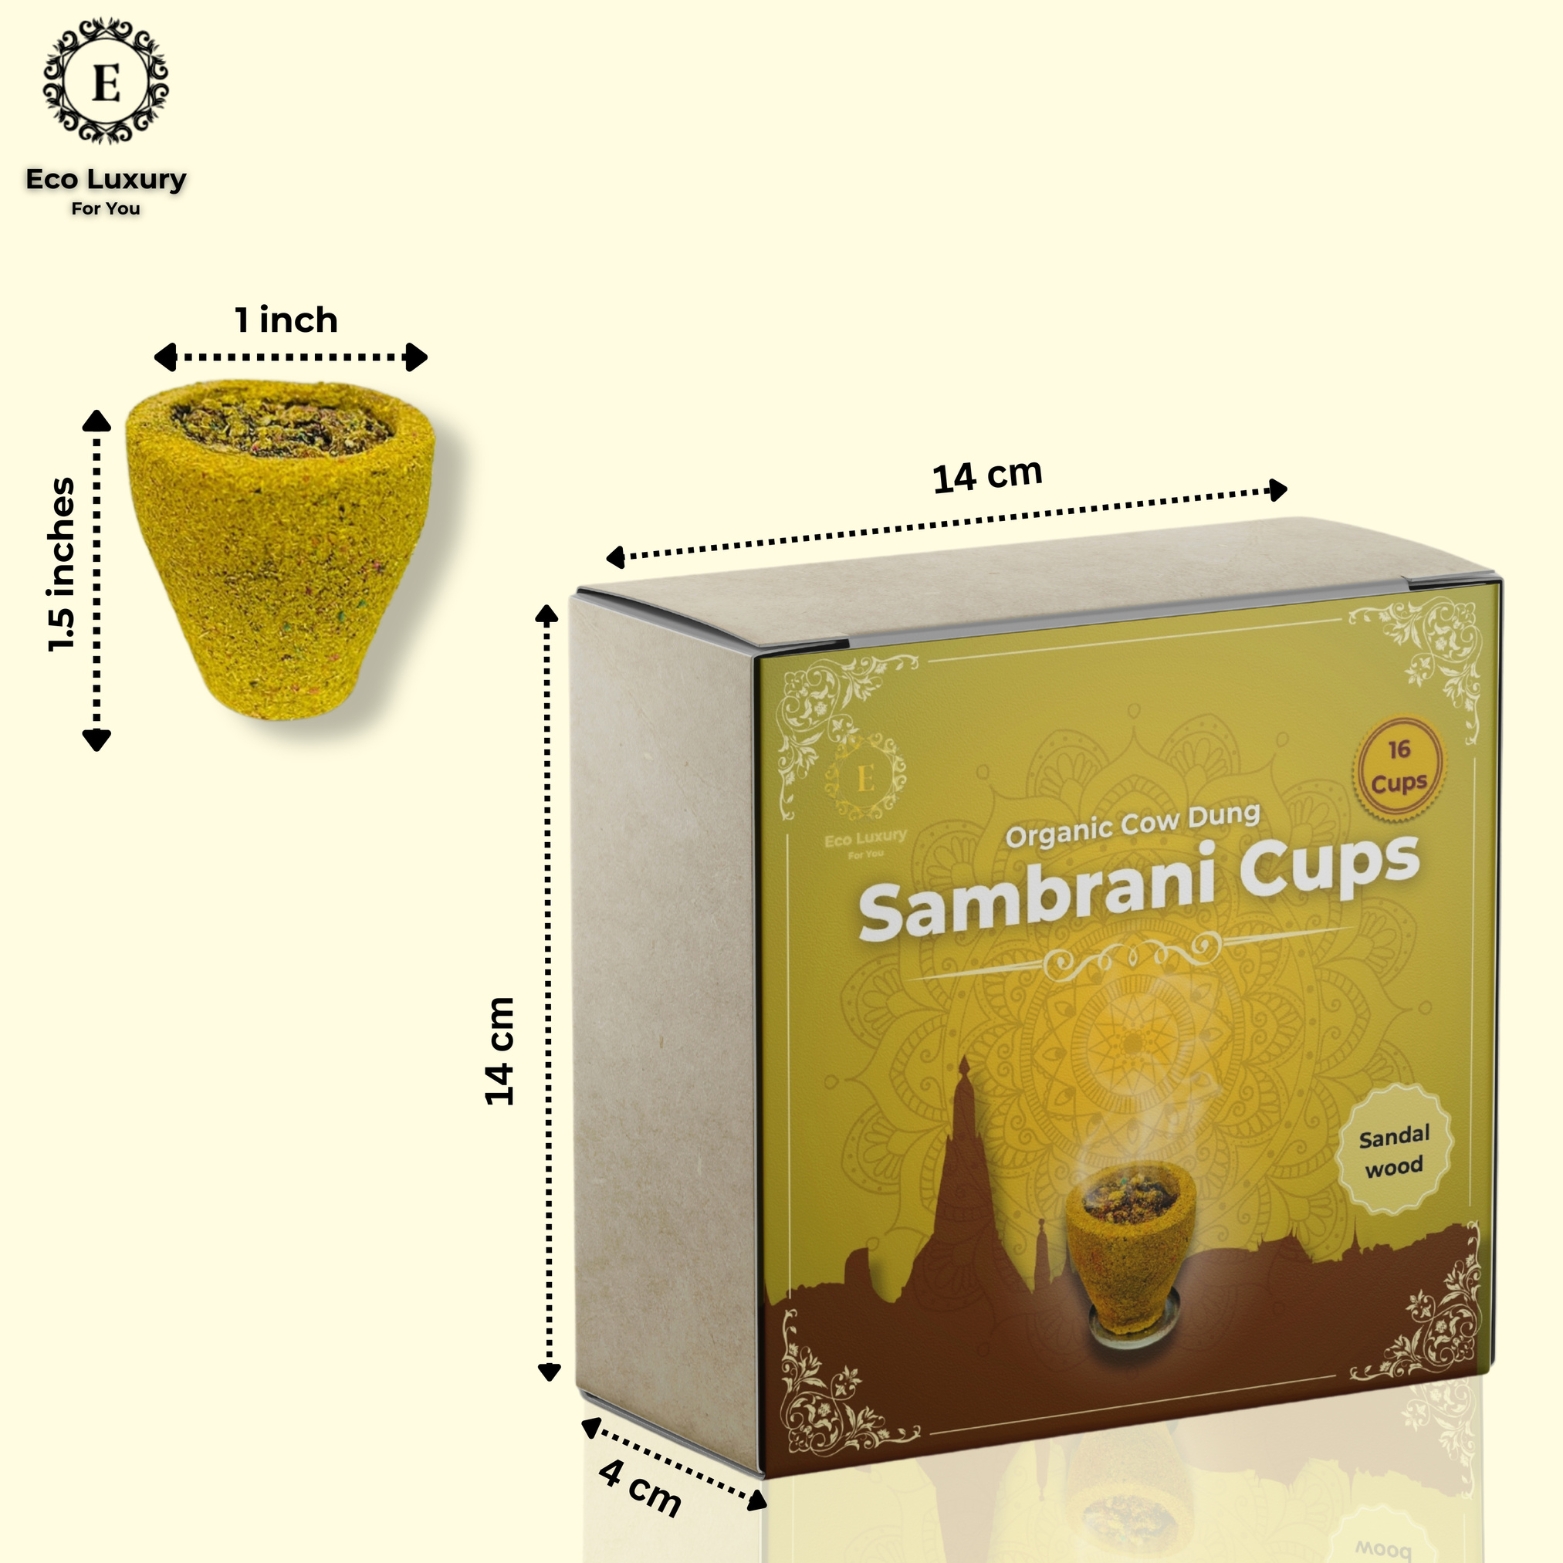 E
Eco Luxury
For You
1 inch
1.5 inches
14 cm
14 cm
4 cm
E
Eco Luxury
For You
16
Cups
Organic Cow Dung
Sambrani Cups
Sandal
wood
wood